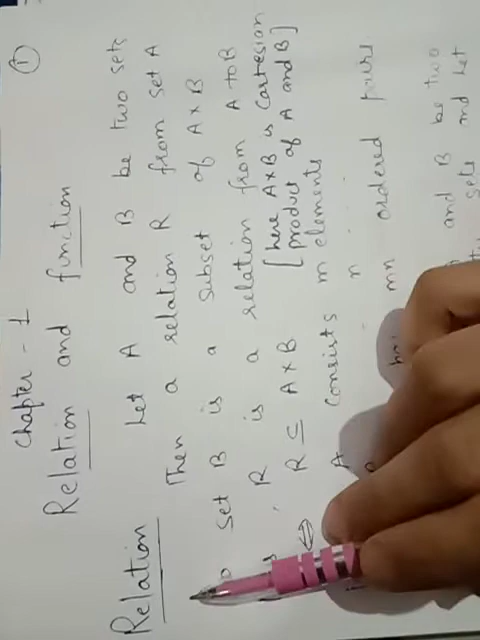 ①
Chapter - 1
Relation and function
Relation
Let A and B be two sets
Then a relation R from set A
Set B is a subset of A × B
R is a relation from A to B
⇔ R ⊆ A × B [here A×B is Cartesian
product of A and B]
A consists m elements
n
mn ordered pairs
and B be two
sets and let